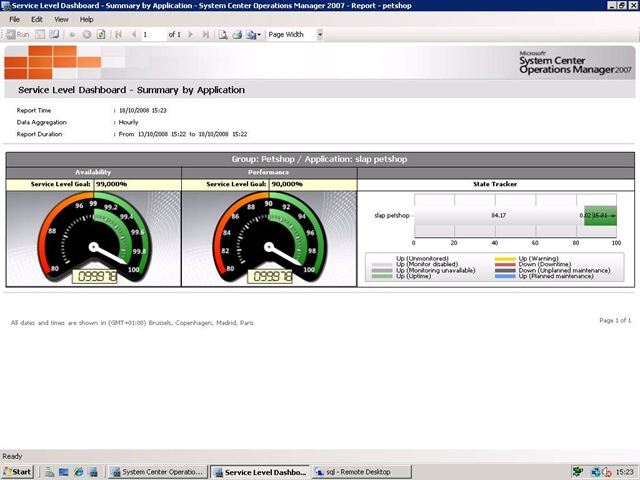 Service Level Dashboard - Summary by Application - System Center Operations Manager 2007 - Report - petshop
File Edit View Help
Run 1 of 1 Page Width
Microsoft
System Center
Operations Manager2007
Service Level Dashboard - Summary by Application
Report Time : 18/10/2008 15:23
Data Aggregation : Hourly
Report Duration : From 13/10/2008 15:22 to 18/10/2008 15:22
Group: Petshop / Application: slap petshop
Availability Performance
Service Level Goal: 99,000% Service Level Goal: 90,000% State Tracker
80 84 88 92 96 99 99.2 99.4 99.6 99.8 100
099978
80 82 84 86 88 90 92 94 96 98 100
099978
slap petshop 84.17 15.81
0 20 40 60 80 100
Up (Unmonitored) Up (Warning)
Up (Monitor disabled) Down (Downtime)
Up (Monitoring unavailable) Down (Unplanned maintenance)
Up (Uptime) Up (Planned maintenance)
All dates and times are shown in (GMT+01:00) Brussels, Copenhagen, Madrid, Paris Page 1 of 1
Ready
Start System Center Operatio... Service Level Dashbo... sql - Remote Desktop 15:23